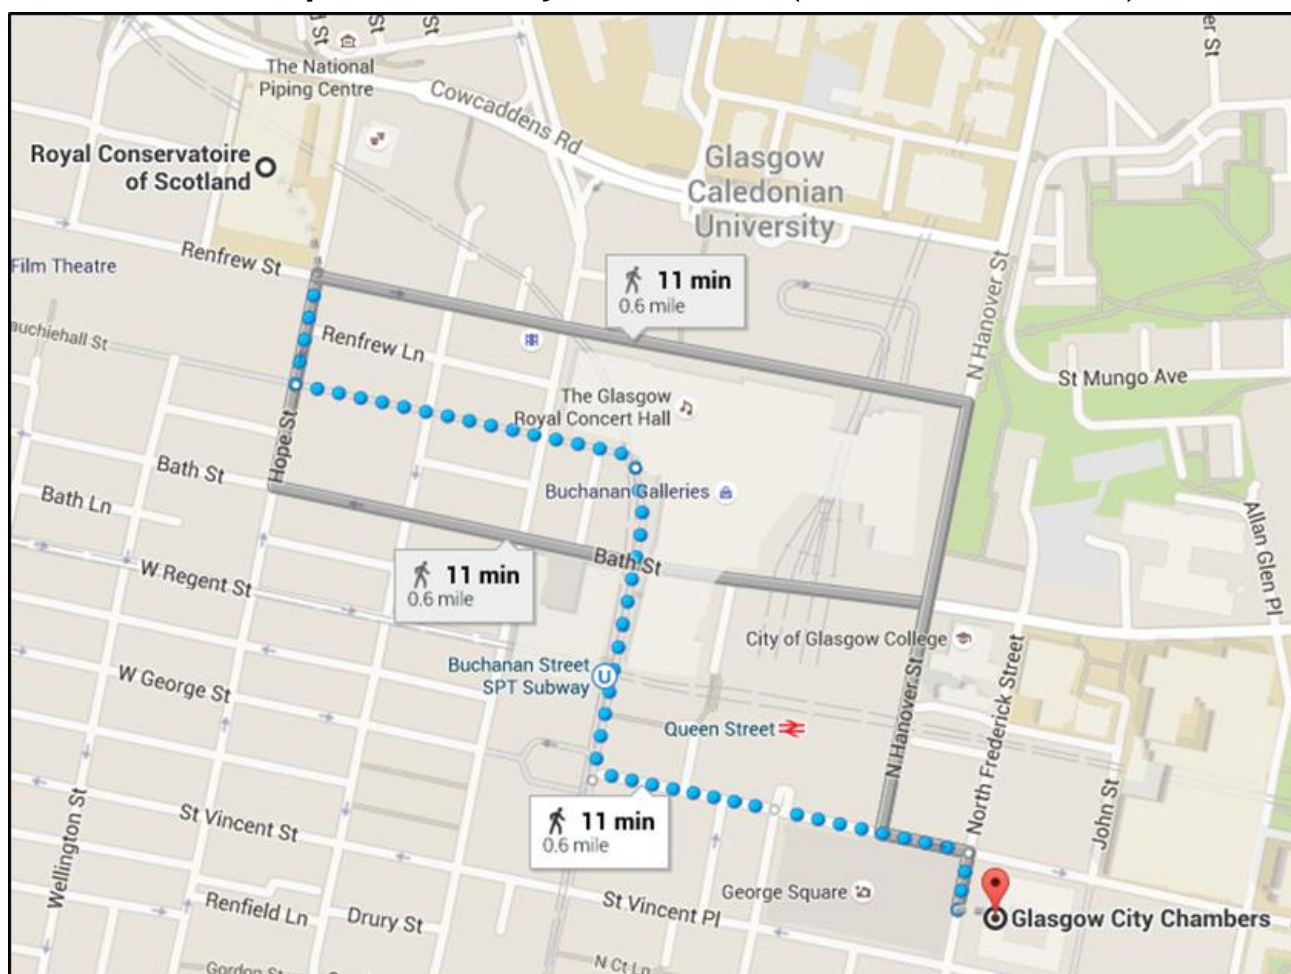 The National
Piping Centre
Cowcaddens Rd
Royal Conservatoire
of Scotland
Glasgow
Caledonian
University
Renfrew St
Film Theatre
11 min
0.6 mile
N Hanover St
auchiehall St
Renfrew Ln
St Mungo Ave
The Glasgow
Royal Concert Hall
Hope St
Bath St
Buchanan Galleries
Bath Ln
Allan Glen Pl
Bath St
11 min
0.6 mile
W Regent St
City of Glasgow College
Buchanan Street
SPT Subway
W George St
Queen Street
N Hanover St
North Frederick Street
John St
11 min
0.6 mile
St Vincent St
Wellington St
George Square
Renfield Ln
Drury St
St Vincent Pl
Glasgow City Chambers
N Ct Ln